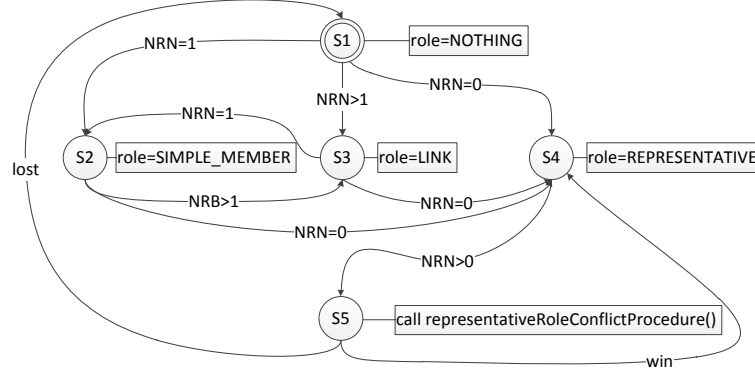 S1
role=NOTHING
NRN=1
NRN=0
NRN>1
NRN=1
S2
role=SIMPLE_MEMBER
S3
role=LINK
S4
role=REPRESENTATIVE
lost
NRB>1
NRN=0
NRN=0
NRN>0
S5
call representativeRoleConflictProcedure()
win